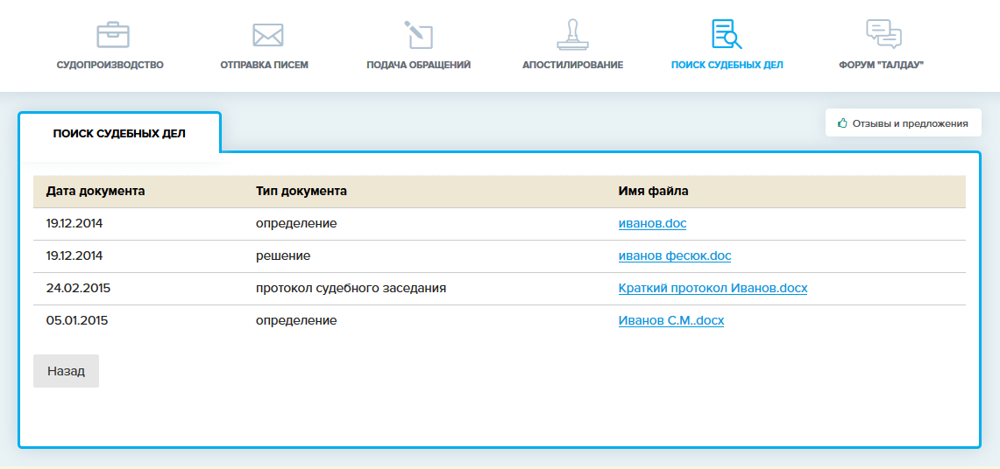 СУДОПРОИЗВОДСТВО ОТПРАВКА ПИСЕМ ПОДАЧА ОБРАЩЕНИЙ АПОСТИЛИРОВАНИЕ ПОИСК СУДЕБНЫХ ДЕЛ ФОРУМ "ТАЛДАУ"
Отзывы и предложения
ПОИСК СУДЕБНЫХ ДЕЛ
Дата документа Тип документа Имя файла
19.12.2014 определение иванов.doc
19.12.2014 решение иванов фесюк.doc
24.02.2015 протокол судебного заседания Краткий протокол Иванов.docx
05.01.2015 определение Иванов С.М..docx
Назад